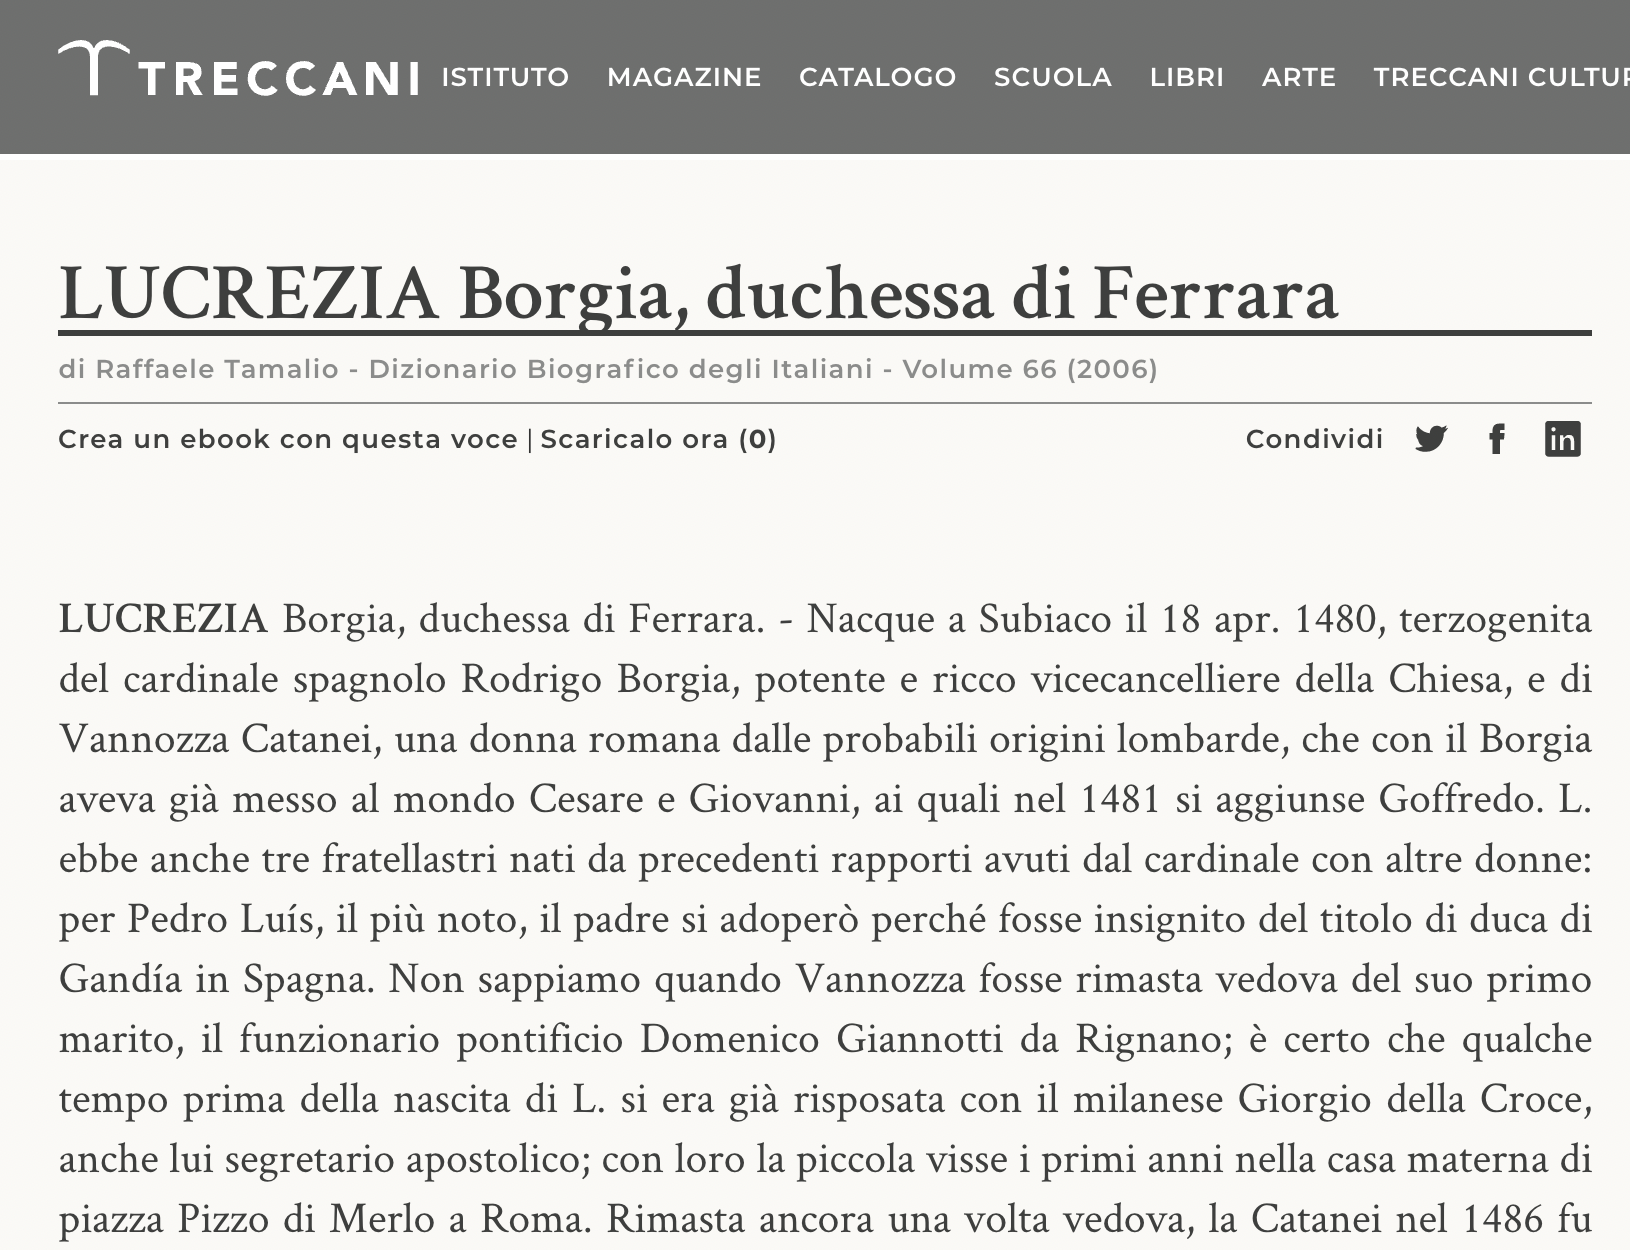 TRECCANI ISTITUTO MAGAZINE CATALOGO SCUOLA LIBRI ARTE TRECCANI CULTUR
LUCREZIA Borgia, duchessa di Ferrara
di Raffaele Tamalio - Dizionario Biografico degli Italiani - Volume 66 (2006)
Crea un ebook con questa voce | Scaricalo ora (0) Condividi
LUCREZIA Borgia, duchessa di Ferrara. - Nacque a Subiaco il 18 apr. 1480, terzogenita
del cardinale spagnolo Rodrigo Borgia, potente e ricco vicecancelliere della Chiesa, e di
Vannozza Catanei, una donna romana dalle probabili origini lombarde, che con il Borgia
aveva già messo al mondo Cesare e Giovanni, ai quali nel 1481 si aggiunse Goffredo. L.
ebbe anche tre fratellastri nati da precedenti rapporti avuti dal cardinale con altre donne:
per Pedro Luís, il più noto, il padre si adoperò perché fosse insignito del titolo di duca di
Gandía in Spagna. Non sappiamo quando Vannozza fosse rimasta vedova del suo primo
marito, il funzionario pontificio Domenico Giannotti da Rignano; è certo che qualche
tempo prima della nascita di L. si era già risposata con il milanese Giorgio della Croce,
anche lui segretario apostolico; con loro la piccola visse i primi anni nella casa materna di
piazza Pizzo di Merlo a Roma. Rimasta ancora una volta vedova, la Catanei nel 1486 fu